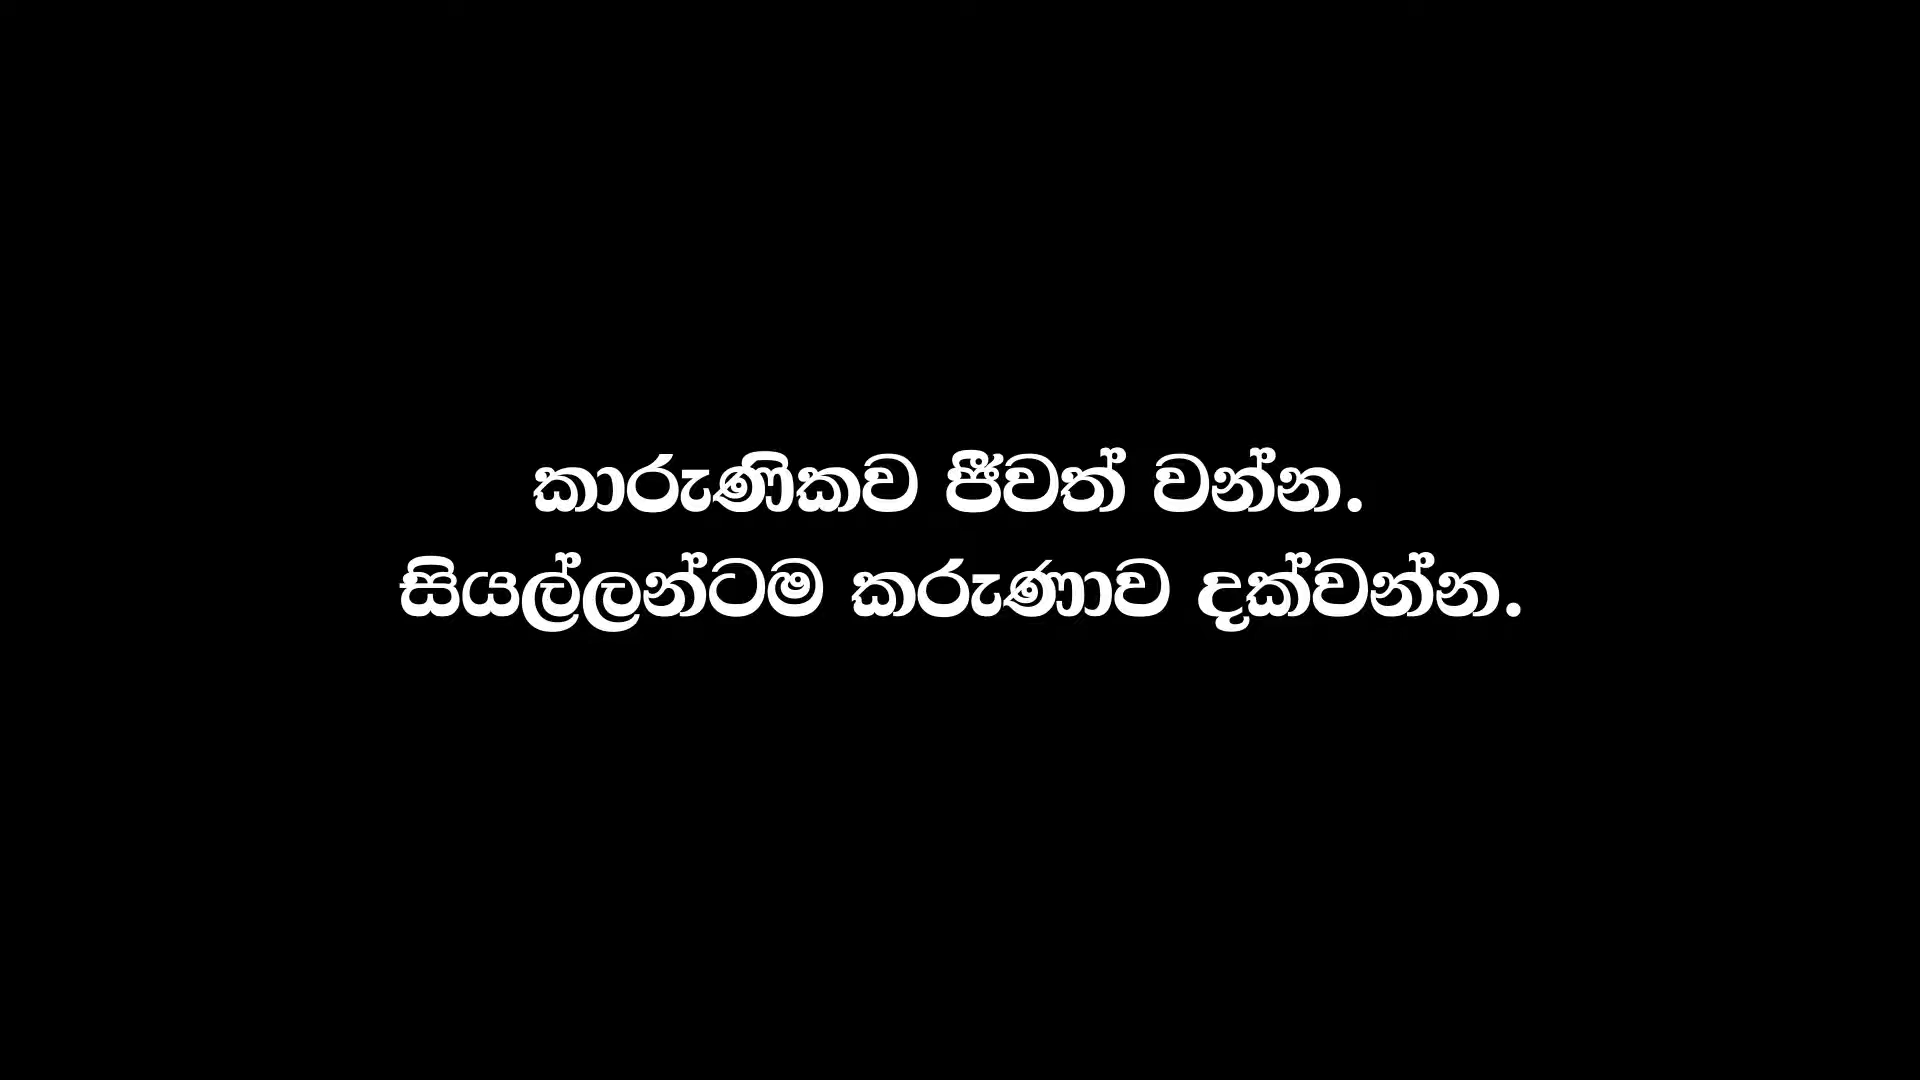 කාරුණිකව ජීවත් වන්න.
සියල්ලන්ටම කරුණාව දක්වන්න.